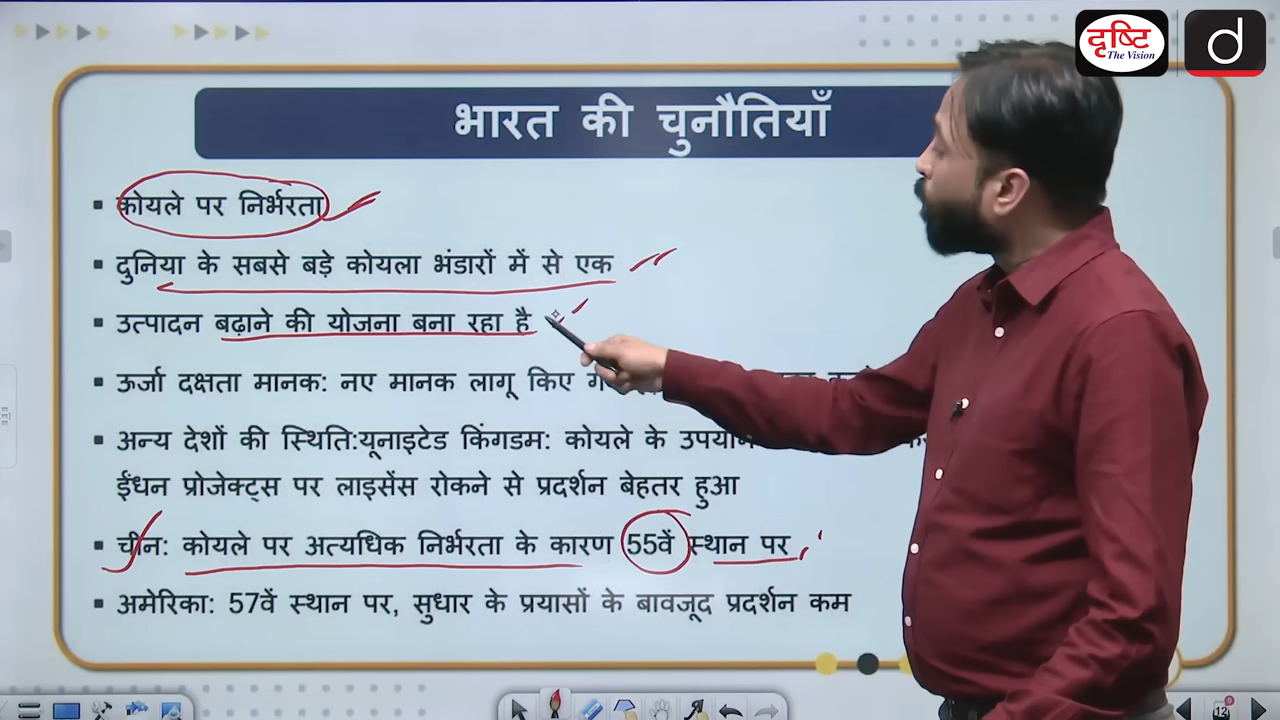 दृष्टि
The Vision
d
भारत की चुनौतियाँ
कोयले पर निर्भरता
दुनिया के सबसे बड़े कोयला भंडारों में से एक
उत्पादन बढ़ाने की योजना बना रहा है
ऊर्जा दक्षता मानक: नए मानक लागू किए
अन्य देशों की स्थिति:यूनाइटेड किंगडम: कोयले के
ईंधन प्रोजेक्ट्स पर लाइसेंस रोकने से प्रदर्शन बेहतर हुआ
चीन: कोयले पर अत्यधिक निर्भरता के कारण 55वें स्थान पर
अमेरिका: 57वें स्थान पर, सुधार के प्रयासों के बावजूद प्रदर्शन कम
12